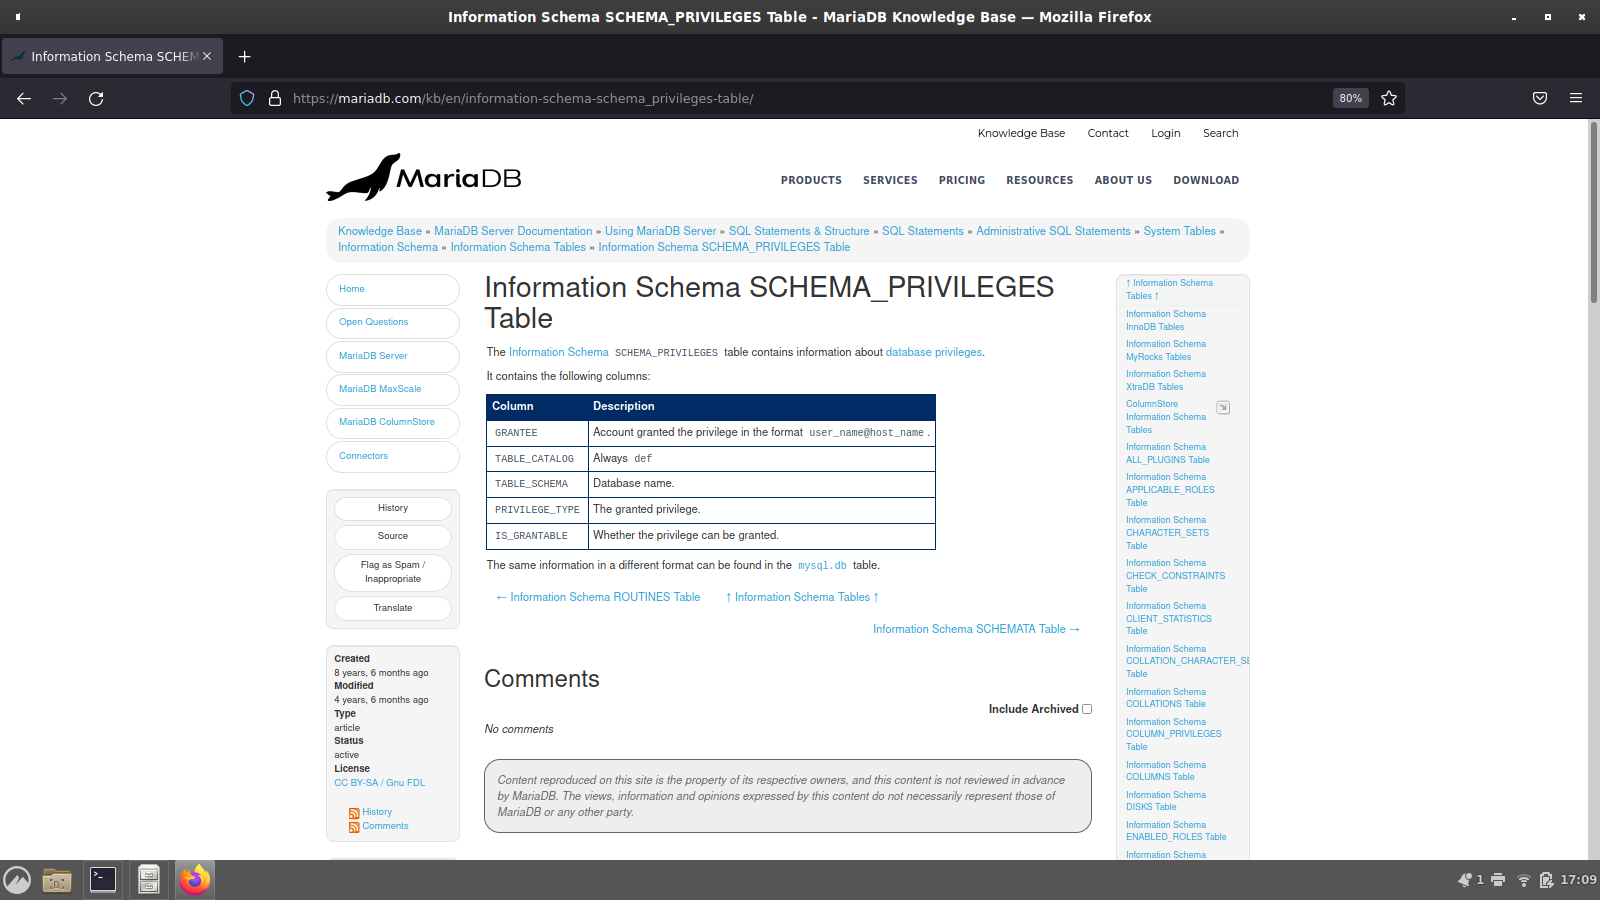 Information Schema SCHEMA_PRIVILEGES Table - MariaDB Knowledge Base — Mozilla Firefox
Information Schema SCHEM
https://mariadb.com/kb/en/information-schema-schema_privileges-table/
80%
Knowledge Base Contact Login Search
MariaDB
PRODUCTS SERVICES PRICING RESOURCES ABOUT US DOWNLOAD
Knowledge Base » MariaDB Server Documentation » Using MariaDB Server » SQL Statements & Structure » SQL Statements » Administrative SQL Statements » System Tables »
Information Schema » Information Schema Tables » Information Schema SCHEMA_PRIVILEGES Table
Home
Open Questions
MariaDB Server
MariaDB MaxScale
MariaDB ColumnStore
Connectors
History
Source
Flag as Spam /
Inappropriate
Translate
Created
8 years, 6 months ago
Modified
4 years, 6 months ago
Type
article
Status
active
License
CC BY-SA / Gnu FDL
History
Comments
Information Schema SCHEMA_PRIVILEGES
Table
The Information Schema SCHEMA_PRIVILEGES table contains information about database privileges.
It contains the following columns:
Column Description
GRANTEE Account granted the privilege in the format user_name@host_name .
TABLE_CATALOG Always def
TABLE_SCHEMA Database name.
PRIVILEGE_TYPE The granted privilege.
IS_GRANTABLE Whether the privilege can be granted.
The same information in a different format can be found in the mysql.db table.
← Information Schema ROUTINES Table ↑ Information Schema Tables ↑
Information Schema SCHEMATA Table →
Comments
Include Archived
No comments
Content reproduced on this site is the property of its respective owners, and this content is not reviewed in advance
by MariaDB. The views, information and opinions expressed by this content do not necessarily represent those of
MariaDB or any other party.
↑ Information Schema
Tables ↑
Information Schema
InnoDB Tables
Information Schema
MyRocks Tables
Information Schema
XtraDB Tables
ColumnStore
Information Schema
Tables
Information Schema
ALL_PLUGINS Table
Information Schema
APPLICABLE_ROLES
Table
Information Schema
CHARACTER_SETS
Table
Information Schema
CHECK_CONSTRAINTS
Table
Information Schema
CLIENT_STATISTICS
Table
Information Schema
COLLATION_CHARACTER_SE
Table
Information Schema
COLLATIONS Table
Information Schema
COLUMN_PRIVILEGES
Table
Information Schema
COLUMNS Table
Information Schema
DISKS Table
Information Schema
ENABLED_ROLES Table
Information Schema
1
17:09